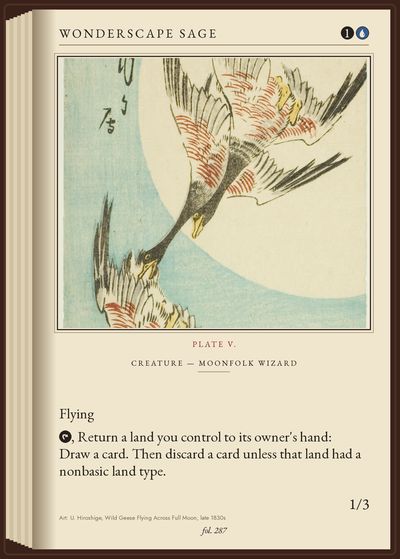 WONDERSCAPE SAGE 1
PLATE V.
CREATURE — MOONFOLK WIZARD
Flying
, Return a land you control to its owner's hand:
Draw a card. Then discard a card unless that land had a
nonbasic land type.
1/3
Art: U. Hiroshige, Wild Geese Flying Across Full Moon; late 1830s
fol. 287